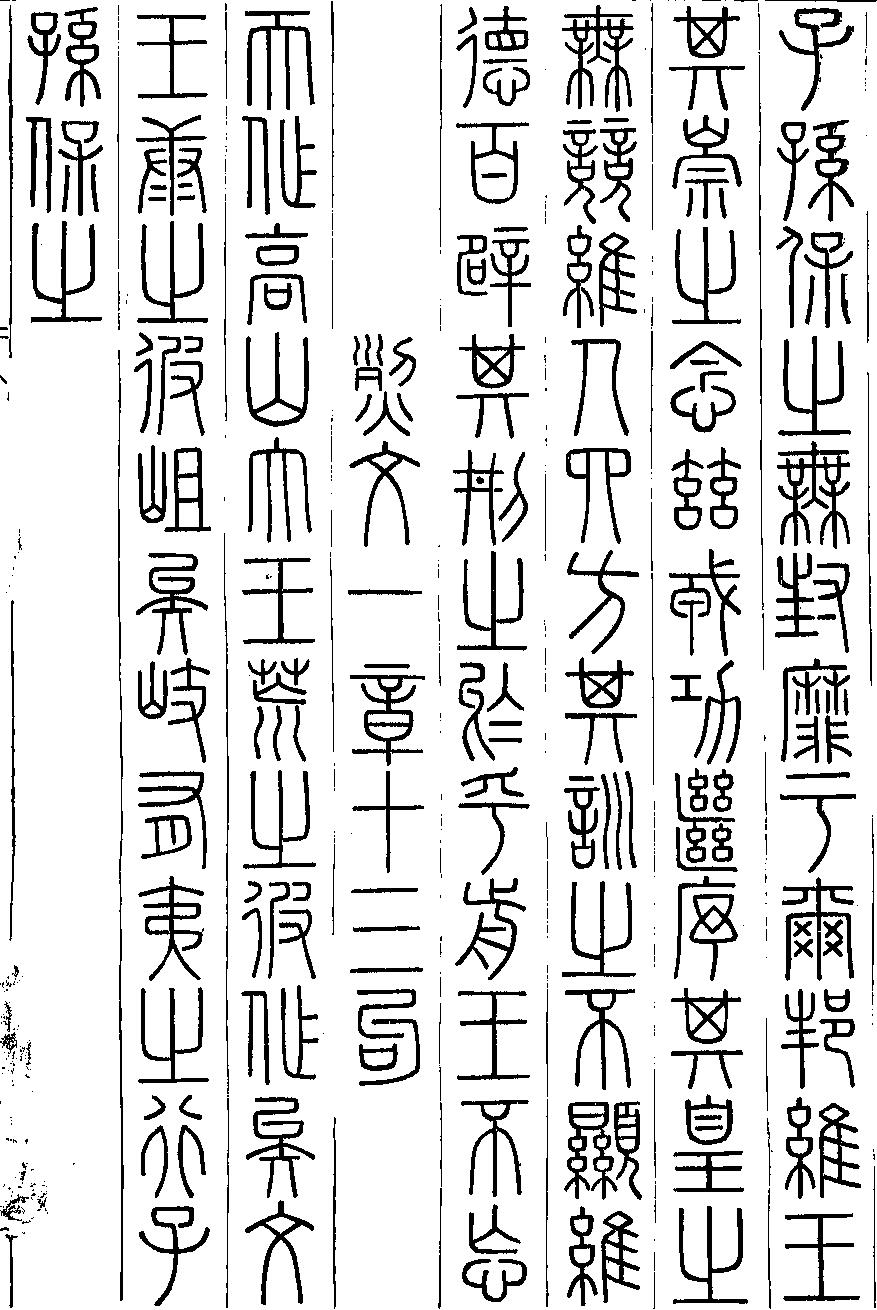 子孫保之無封靡于爾邦維王
其崇之念茲戎功繼序其皇之
無競維人四方其訓之不顯維
德百辟其刑之於乎前王不忘
烈文一章十三句
天作高山大王荒之彼作矣文
王康之彼岨矣岐有夷之行子
孫保之